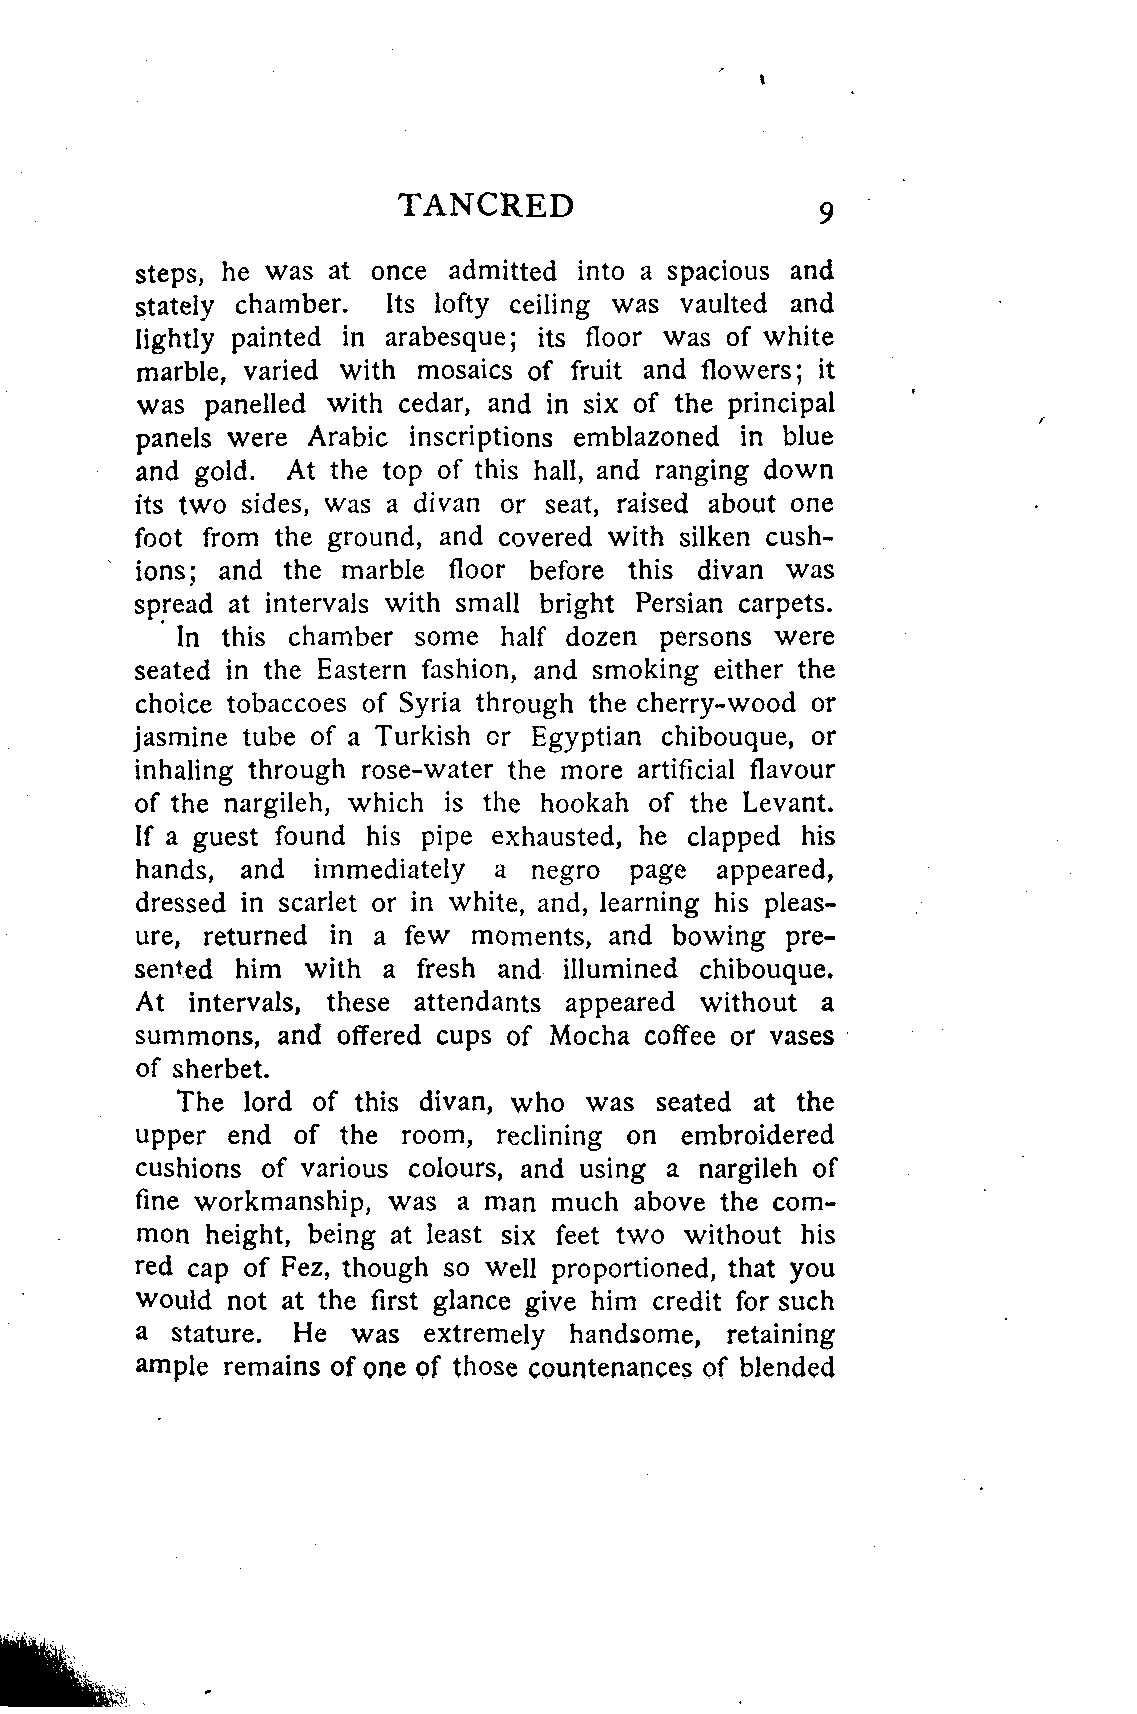 TANCRED 9
steps, he was at once admitted into a spacious and
stately chamber. Its lofty ceiling was vaulted and
lightly painted in arabesque; its floor was of white
marble, varied with mosaics of fruit and flowers; it
was panelled with cedar, and in six of the principal
panels were Arabic inscriptions emblazoned in blue
and gold. At the top of this hall, and ranging down
its two sides, was a divan or seat, raised about one
foot from the ground, and covered with silken cush-
ions; and the marble floor before this divan was
spread at intervals with small bright Persian carpets.
In this chamber some half dozen persons were
seated in the Eastern fashion, and smoking either the
choice tobaccoes of Syria through the cherry-wood or
jasmine tube of a Turkish or Egyptian chibouque, or
inhaling through rose-water the more artificial flavour
of the nargileh, which is the hookah of the Levant.
If a guest found his pipe exhausted, he clapped his
hands, and immediately a negro page appeared,
dressed in scarlet or in white, and, learning his pleas-
ure, returned in a few moments, and bowing pre-
sented him with a fresh and illumined chibouque.
At intervals, these attendants appeared without a
summons, and offered cups of Mocha coffee or vases
of sherbet.
The lord of this divan, who was seated at the
upper end of the room, reclining on embroidered
cushions of various colours, and using a nargileh of
fine workmanship, was a man much above the com-
mon height, being at least six feet two without his
red cap of Fez, though so well proportioned, that you
would not at the first glance give him credit for such
a stature. He was extremely handsome, retaining
ample remains of one of those countenances of blended